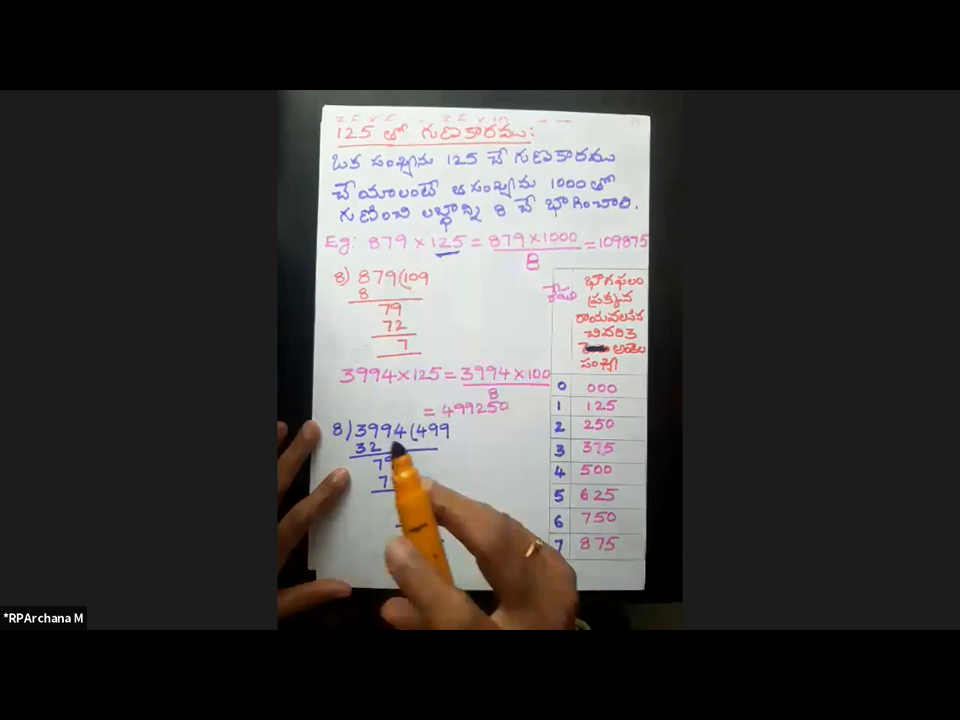 125 తో గుణకారము:
ఒక సంఖ్యను 125 చే గుణకారము
చేయాలంటే ఆ సంఖ్యను 1000 తో
గుణించి లబ్ధాన్ని 8 చే భాగించాలి.
Eg: 879 × 125 = 879 × 1000 / 8 = 109875
8) 879 (109
8
79
72
7
3994 × 125 = 3994 × 100 / 8
= 499250
8) 3994 (499
32
79
7
శేషం
భాగఫలం
ప్రక్కన
రాయవలసిన
చివరి 3
అంకెల
సంఖ్య
0 000
1 125
2 250
3 375
4 500
5 625
6 750
7 875
*RPArchana M